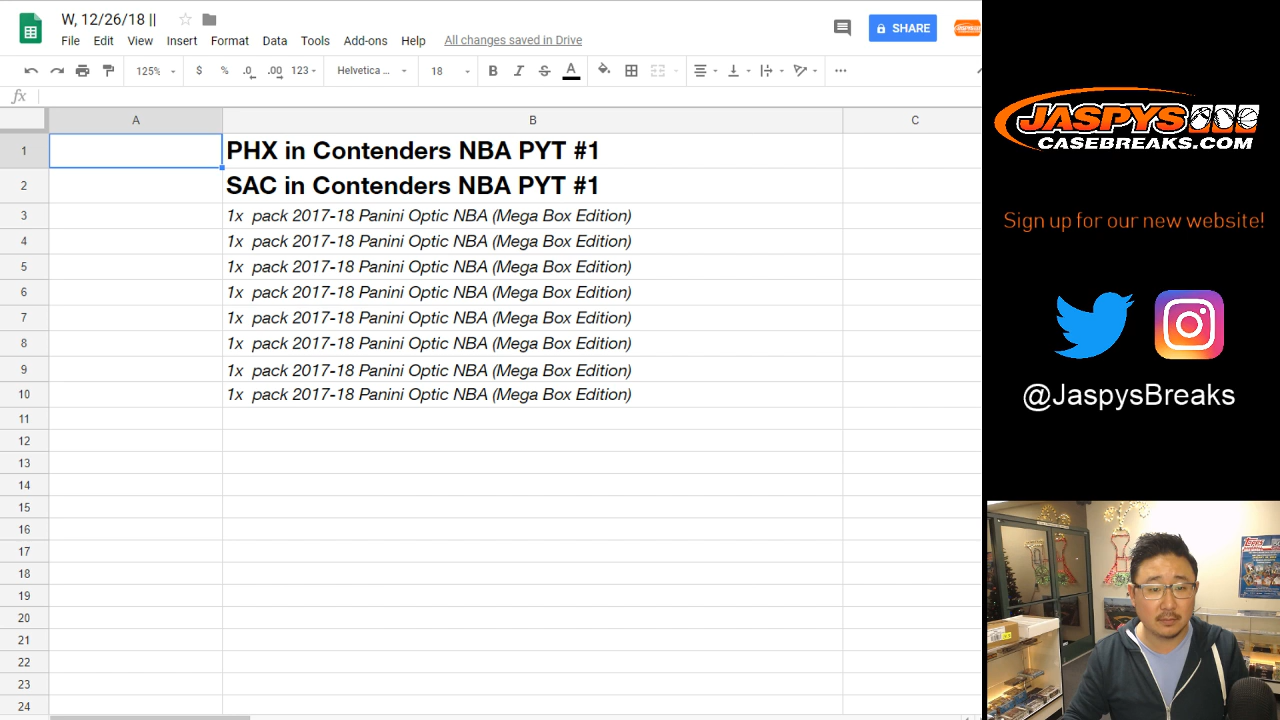 W, 12/26/18 ||
File Edit View Insert Format Data Tools Add-ons Help All changes saved in Drive
SHARE
125% $ % .0 .00 123 Helvetica ... 18 B I S A
fx
A B C
1 PHX in Contenders NBA PYT #1
2 SAC in Contenders NBA PYT #1
3 1x pack 2017-18 Panini Optic NBA (Mega Box Edition)
4 1x pack 2017-18 Panini Optic NBA (Mega Box Edition)
5 1x pack 2017-18 Panini Optic NBA (Mega Box Edition)
6 1x pack 2017-18 Panini Optic NBA (Mega Box Edition)
7 1x pack 2017-18 Panini Optic NBA (Mega Box Edition)
8 1x pack 2017-18 Panini Optic NBA (Mega Box Edition)
9 1x pack 2017-18 Panini Optic NBA (Mega Box Edition)
10 1x pack 2017-18 Panini Optic NBA (Mega Box Edition)
11
12
13
14
15
16
17
18
19
20
21
22
23
24
JASPYS
CASEBREAKS.COM
Sign up for our new website!
@JaspysBreaks
TOPPS